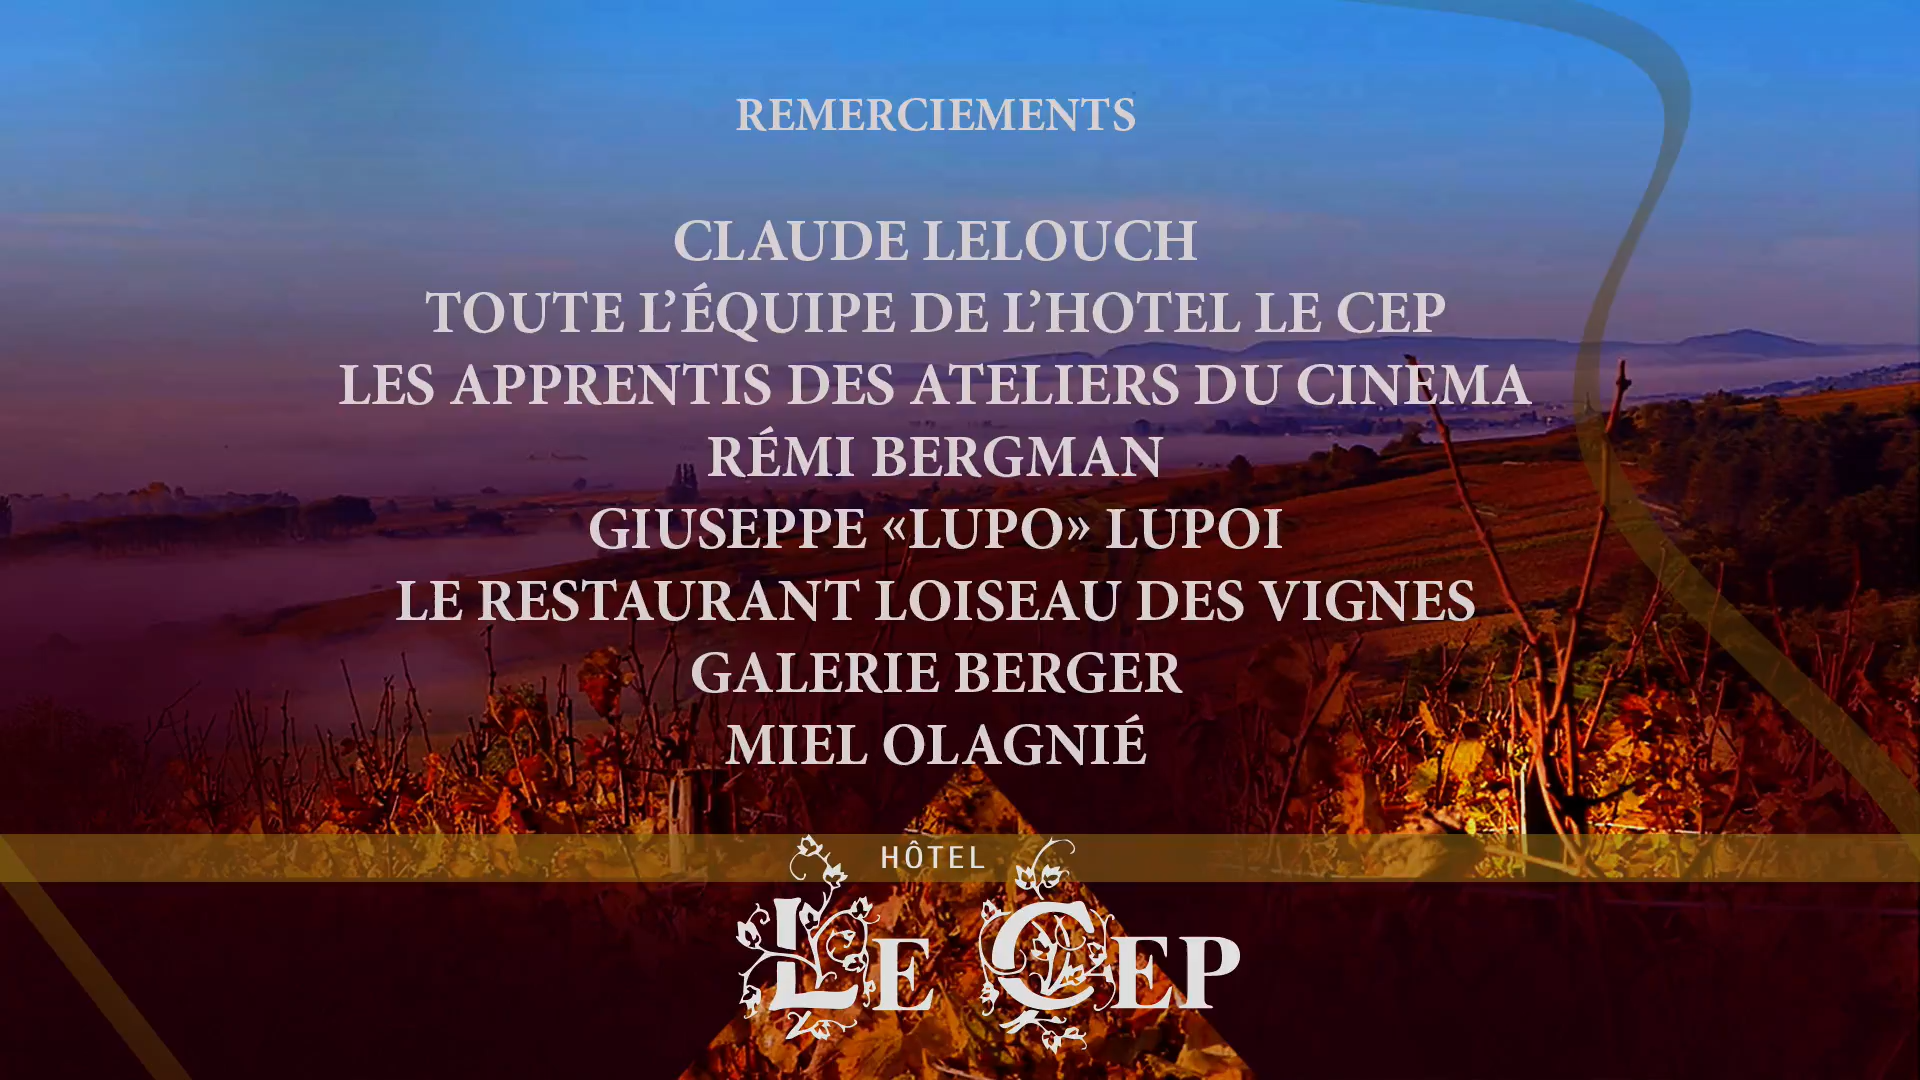 REMERCIEMENTS
CLAUDE LELOUCH
TOUTE L’ÉQUIPE DE L’HOTEL LE CEP
LES APPRENTIS DES ATELIERS DU CINEMA
RÉMI BERGMAN
GIUSEPPE «LUPO» LUPOI
LE RESTAURANT LOISEAU DES VIGNES
GALERIE BERGER
MIEL OLAGNIÉ
HÔTEL
LE CEP